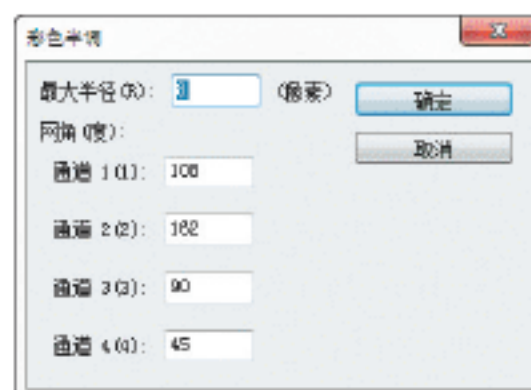 彩色半调
最大半径(R): (像素) 确定
网角(度): 取消
通道 1(1): 108
通道 2(2): 162
通道 3(3): 90
通道 4(4): 45